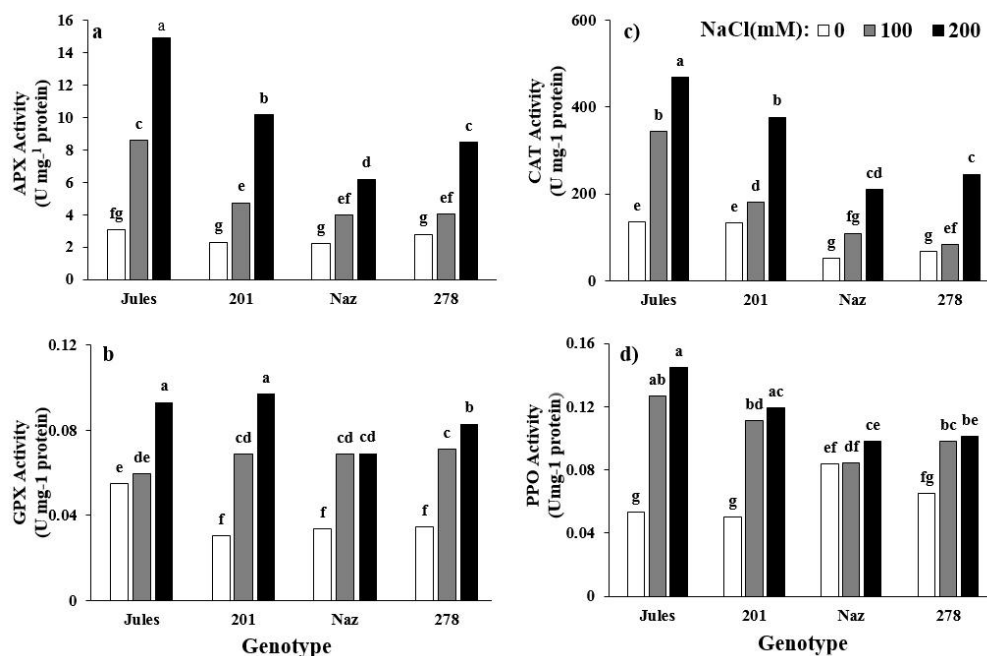 a
APX Activity
(U mg-1 protein)
16
14
12
10
8
6
4
2
0
fg
c
a
g
e
b
g
ef
d
g
ef
c
Jules
201
Naz
278
c)
NaCl(mM): 0 100 200
CAT Activity
(U mg-1 protein)
600
400
200
0
e
b
a
e
d
b
g
fg
cd
g
ef
c
Jules
201
Naz
278
b
GPX Activity
(U mg-1 protein)
0.12
0.08
0.04
0
e
de
a
f
cd
a
f
cd
cd
f
c
b
Jules
201
Naz
278
Genotype
d)
PPO Activity
(Umg-1 protein)
0.16
0.12
0.08
0.04
0
g
ab
a
g
bd
ac
ef
df
ce
fg
bc
be
Jules
201
Naz
278
Genotype